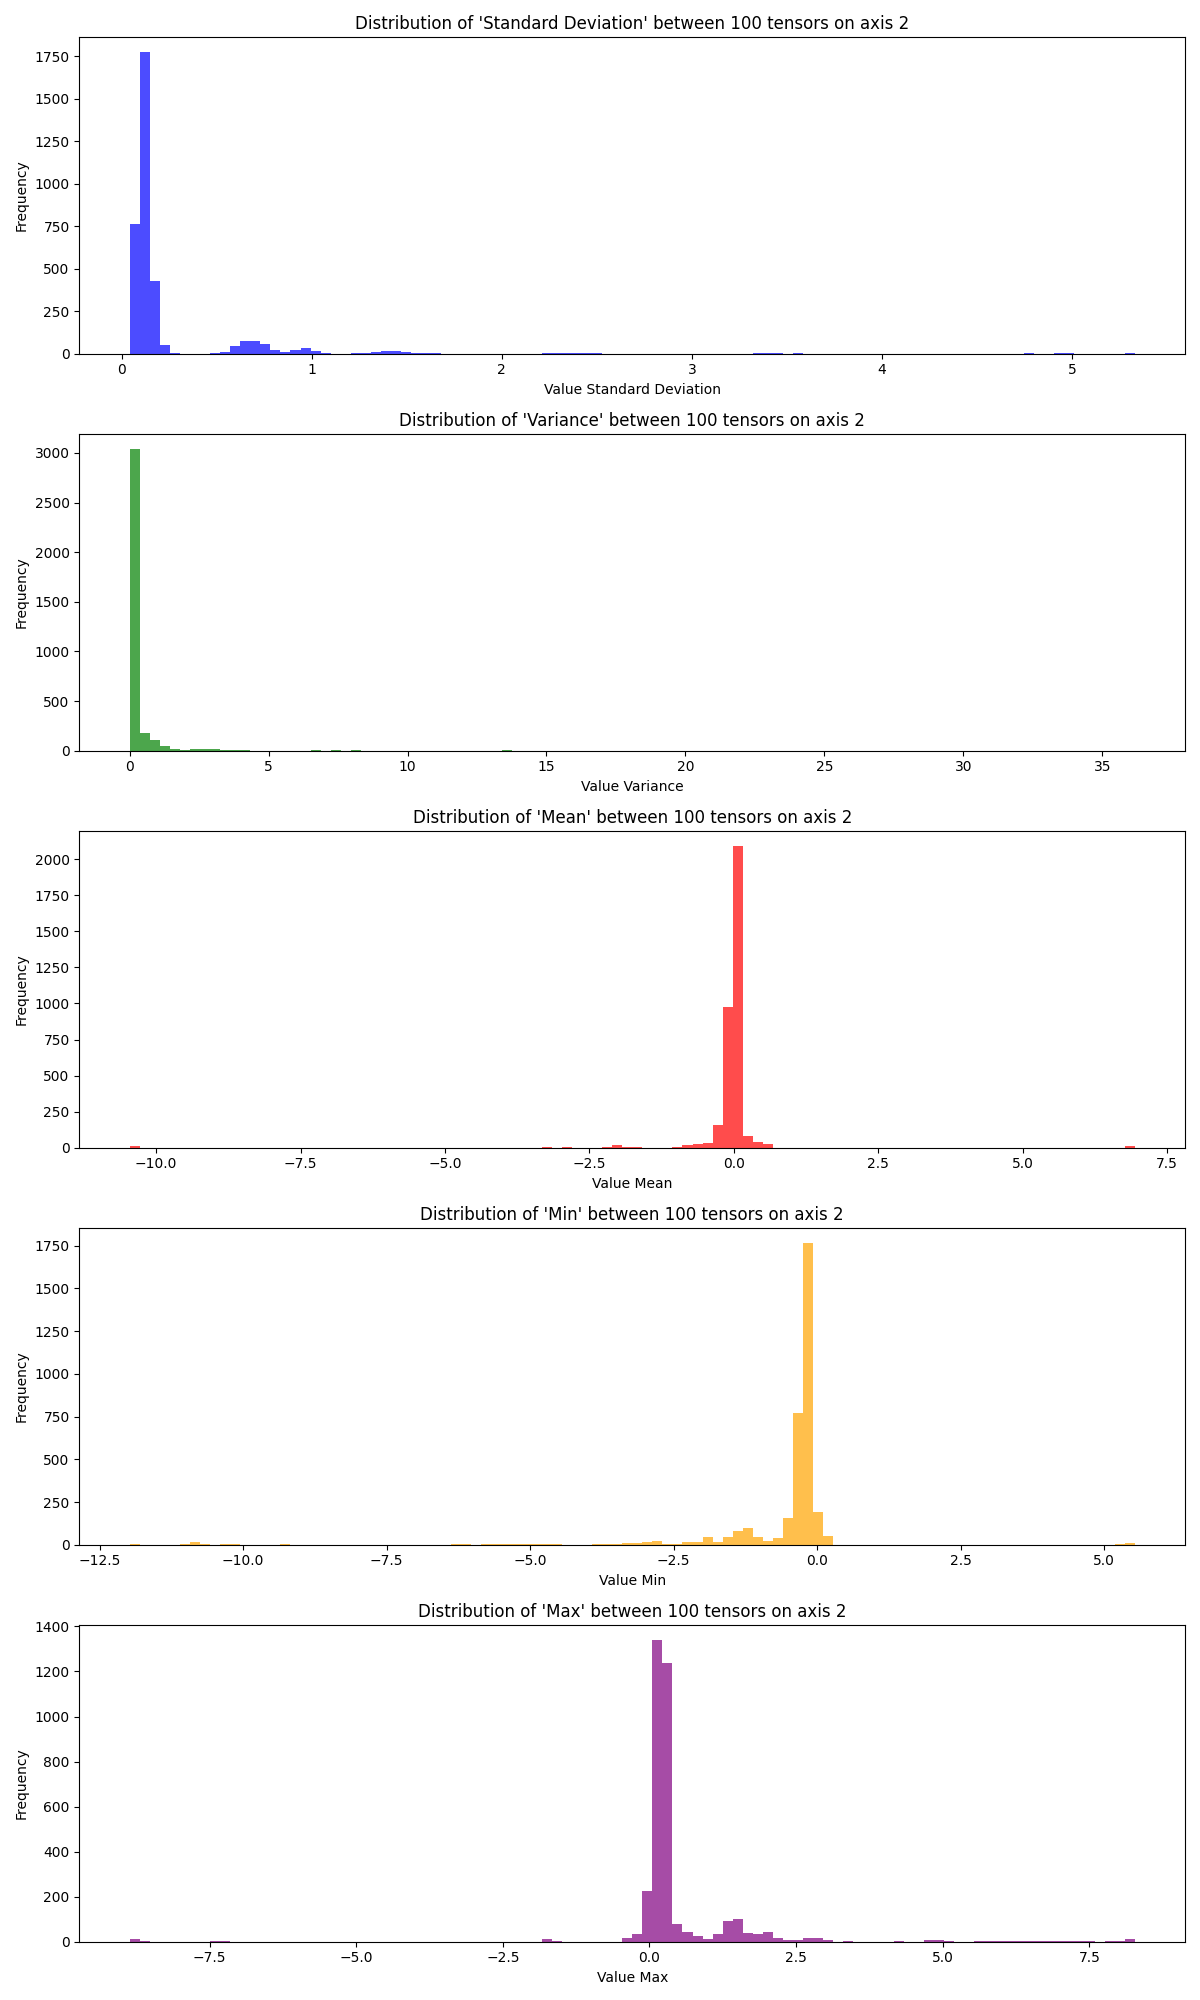 Distribution of 'Standard Deviation' between 100 tensors on axis 2
1750
1500
1250
1000
750
500
250
0
Frequency
0 1 2 3 4 5
Value Standard Deviation
Distribution of 'Variance' between 100 tensors on axis 2
3000
2500
2000
1500
1000
500
0
Frequency
0 5 10 15 20 25 30 35
Value Variance
Distribution of 'Mean' between 100 tensors on axis 2
2000
1750
1500
1250
1000
750
500
250
0
Frequency
−10.0 −7.5 −5.0 −2.5 0.0 2.5 5.0 7.5
Value Mean
Distribution of 'Min' between 100 tensors on axis 2
1750
1500
1250
1000
750
500
250
0
Frequency
−12.5 −10.0 −7.5 −5.0 −2.5 0.0 2.5 5.0
Value Min
Distribution of 'Max' between 100 tensors on axis 2
1400
1200
1000
800
600
400
200
0
Frequency
−7.5 −5.0 −2.5 0.0 2.5 5.0 7.5
Value Max